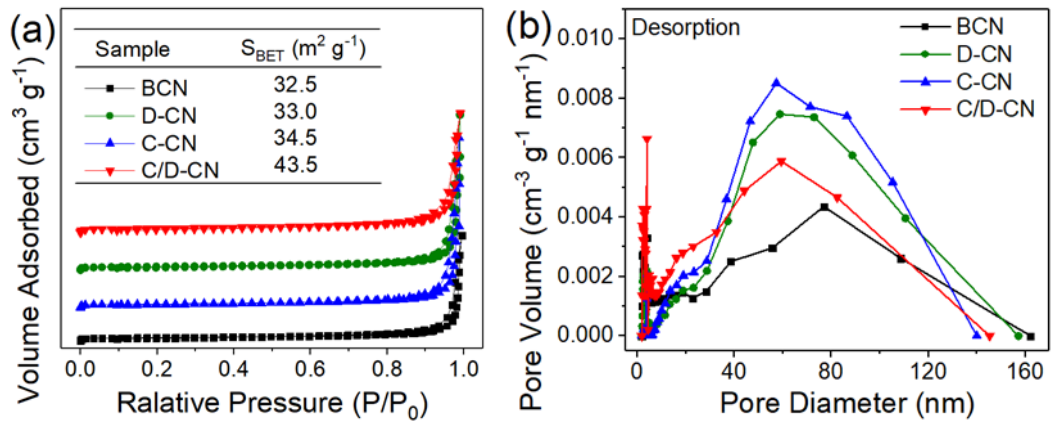 (a)
Sample S_BET (m² g⁻¹)
BCN 32.5
D-CN 33.0
C-CN 34.5
C/D-CN 43.5
Volume Adsorbed (cm³ g⁻¹)
0.0 0.2 0.4 0.6 0.8 1.0
Ralative Pressure (P/P₀)
(b)
Desorption
BCN
D-CN
C-CN
C/D-CN
Pore Volume (cm⁻³ g⁻¹ nm⁻¹)
0.010
0.008
0.006
0.004
0.002
0.000
0 40 80 120 160
Pore Diameter (nm)